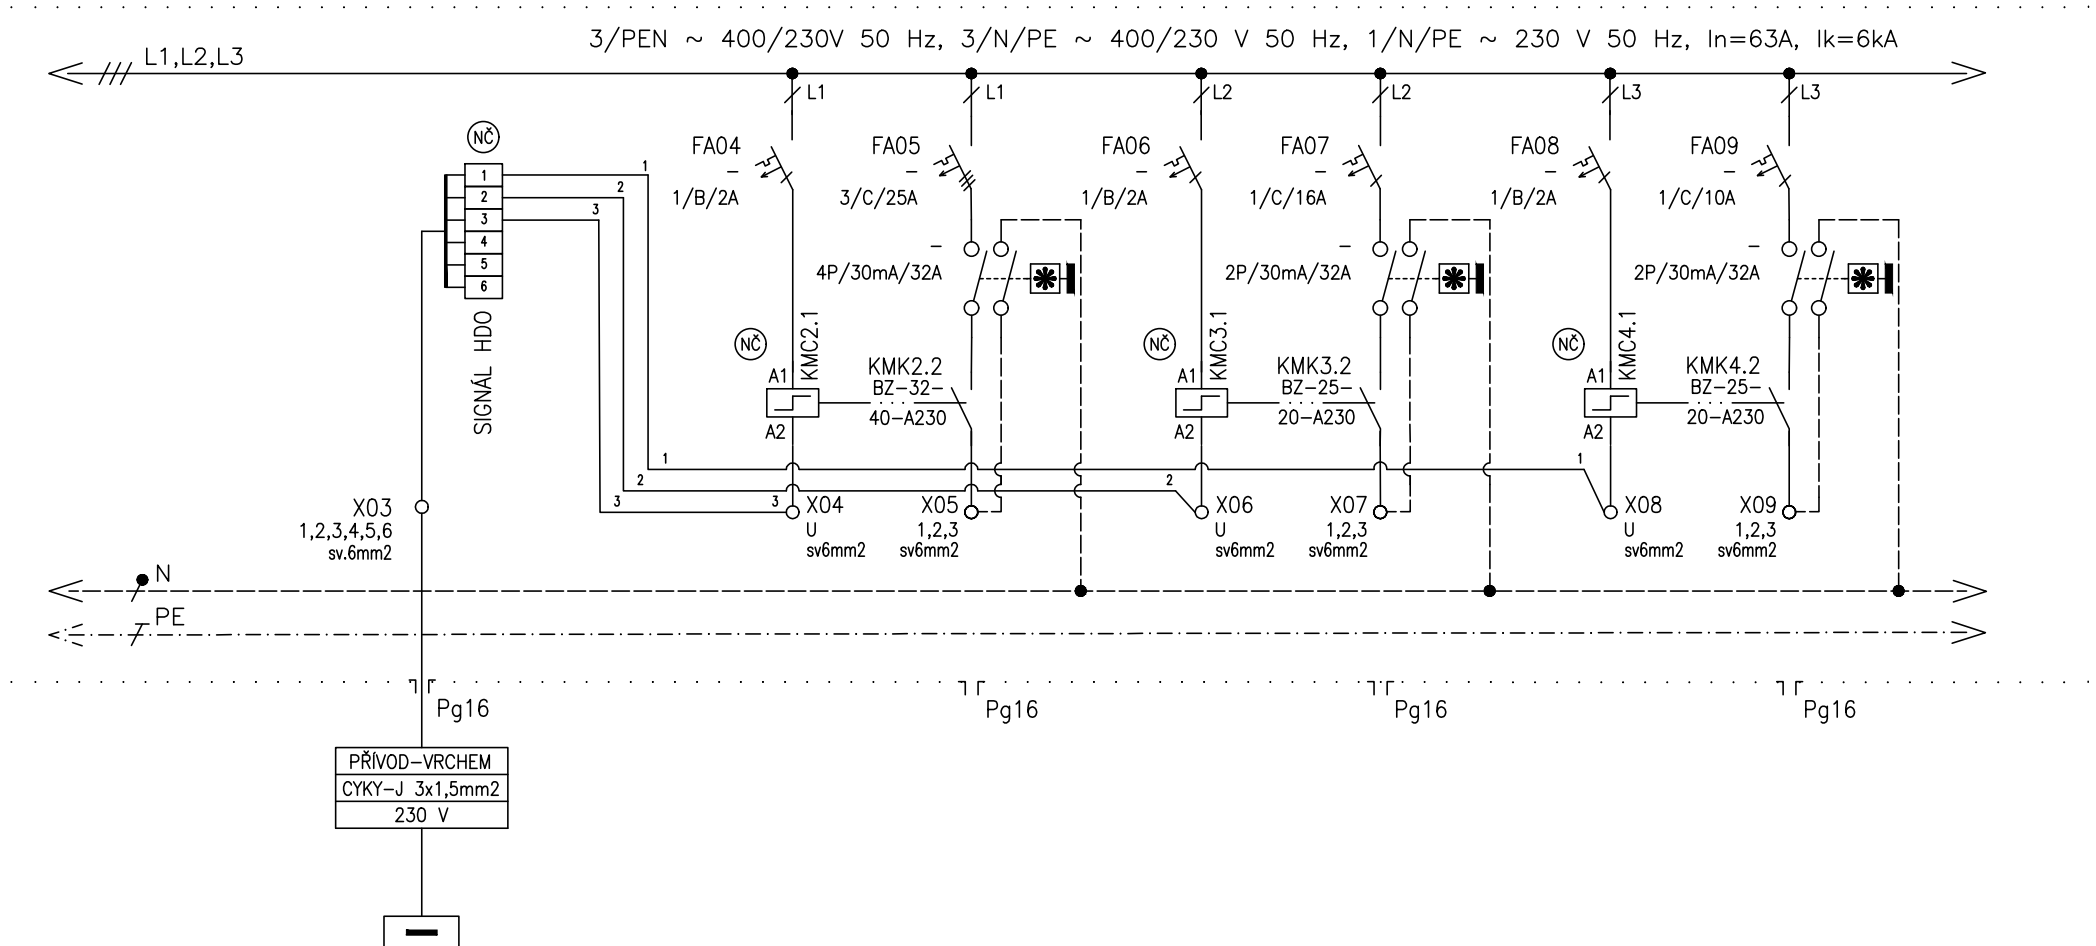 3/PEN ~ 400/230V 50 Hz, 3/N/PE ~ 400/230 V 50 Hz, 1/N/PE ~ 230 V 50 Hz, In=63A, Ik=6kA
L1,L2,L3
L1
L1
L2
L2
L3
L3
NČ
1
2
3
4
5
6
SIGNÁL HDO
1
2
3
FA04
–
1/B/2A
FA05
–
3/C/25A
FA06
–
1/B/2A
FA07
–
1/C/16A
FA08
–
1/B/2A
FA09
–
1/C/10A
–
4P/30mA/32A
–
2P/30mA/32A
–
2P/30mA/32A
NČ
KMC2.1
A1
A2
KMK2.2
BZ-32-
40-A230
NČ
KMC3.1
A1
A2
KMK3.2
BZ-25-
20-A230
NČ
KMC4.1
A1
A2
KMK4.2
BZ-25-
20-A230
1
1
2
2
3
3
X03
1,2,3,4,5,6
sv.6mm2
X04
U
sv6mm2
X05
1,2,3
sv6mm2
X06
U
sv6mm2
X07
1,2,3
sv6mm2
X08
U
sv6mm2
X09
1,2,3
sv6mm2
N
PE
Pg16
Pg16
Pg16
Pg16
PŘÍVOD-VRCHEM
CYKY-J 3x1,5mm2
230 V